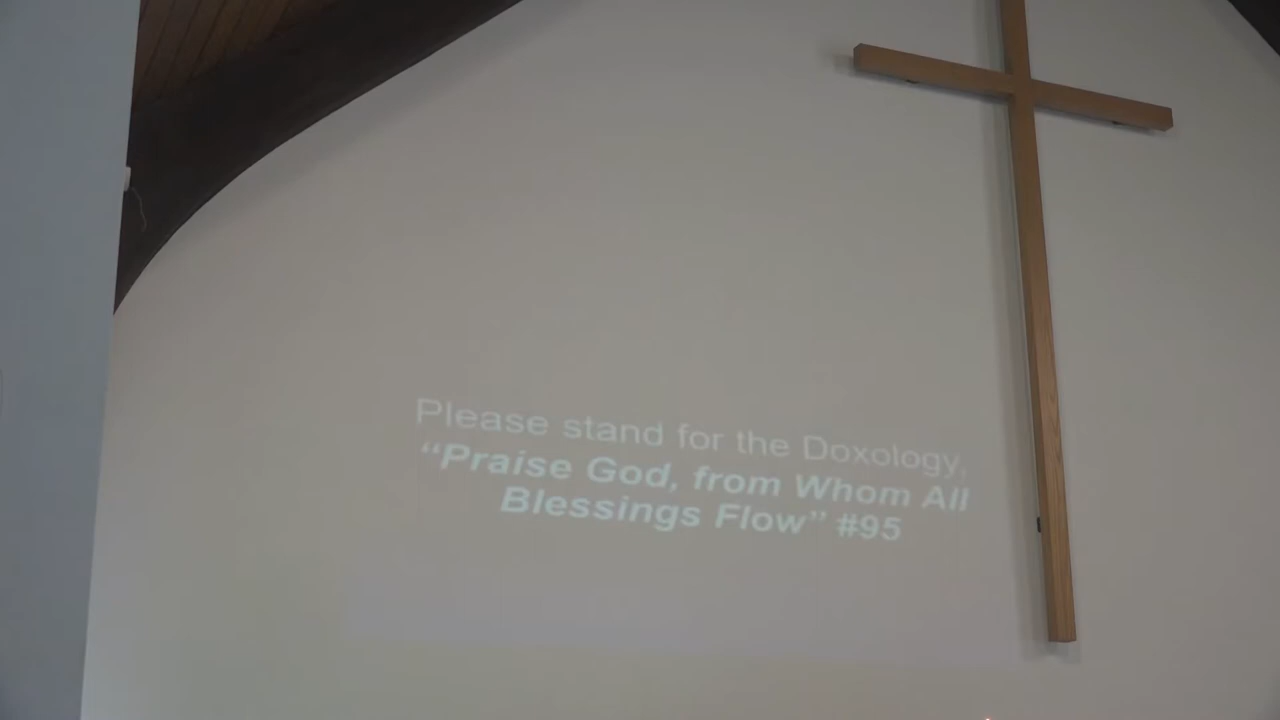 Please stand for the Doxology,
“Praise God, from Whom All
Blessings Flow” #95